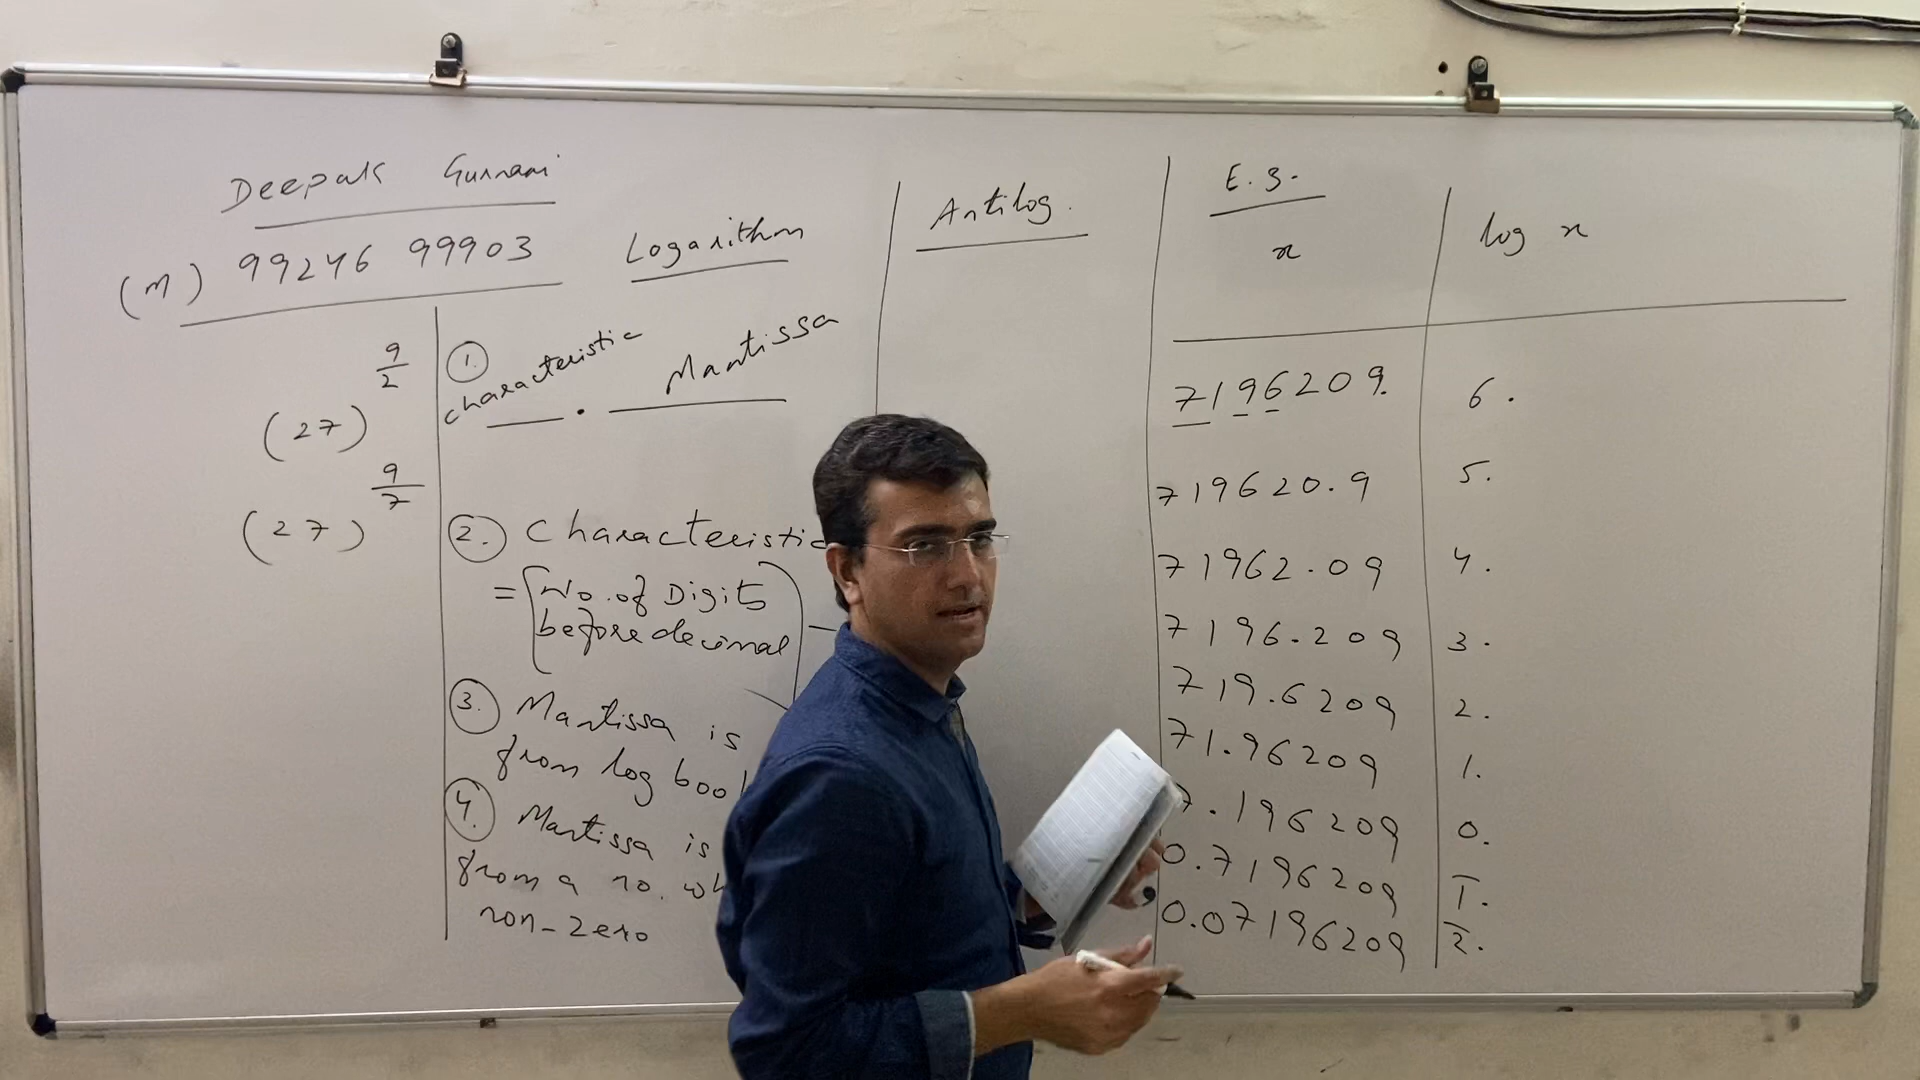 Deepak Gurnani
(M) 99246 99903
(27)^{9/2}
(27)^{9/7}
Logarithm
1. characteristic . Mantissa
2. Characteristic
= [No. of Digits
before decimal
3. Mantissa is
from log boo
4. Mantissa is
from a no. wh
non-zero
Antilog.
E.g.
x log x
7196209. 6.
719620.9 5.
71962.09 4.
7196.209 3.
719.6209 2.
71.96209 1.
7.196209 0.
0.7196209 1̅.
0.07196209 2̅.